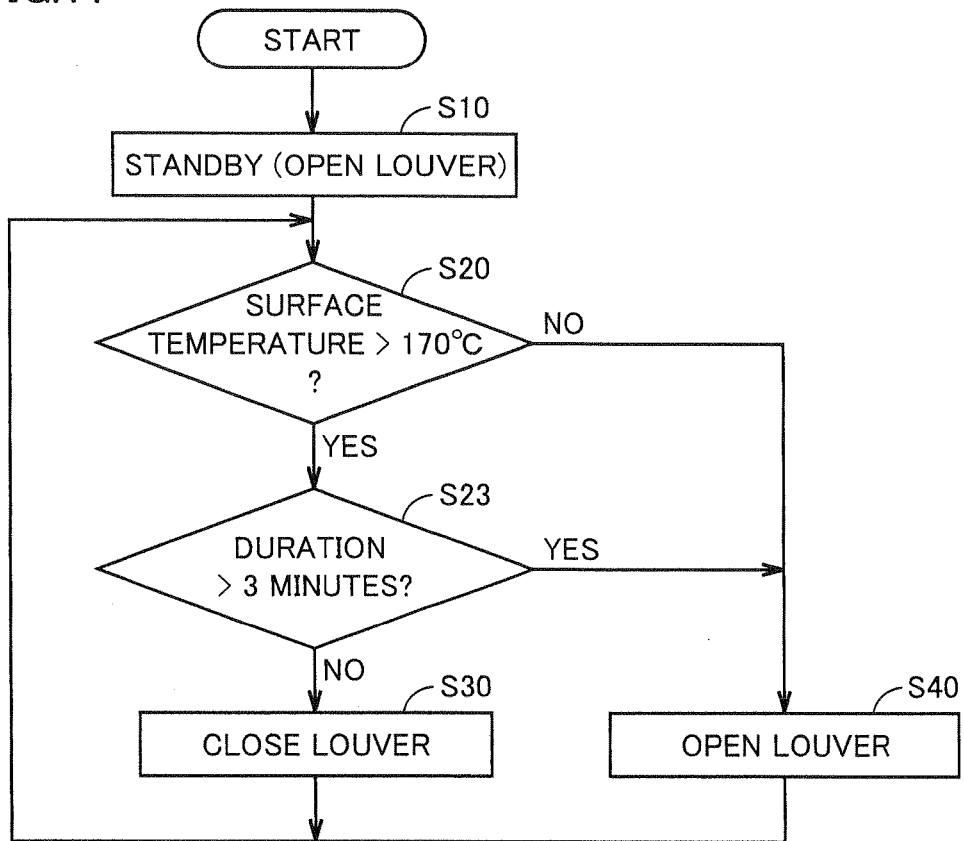 START
S10
STANDBY (OPEN LOUVER)
S20
SURFACE
TEMPERATURE > 170°C
?
NO
YES
S23
DURATION
> 3 MINUTES?
YES
NO
S30
CLOSE LOUVER
S40
OPEN LOUVER